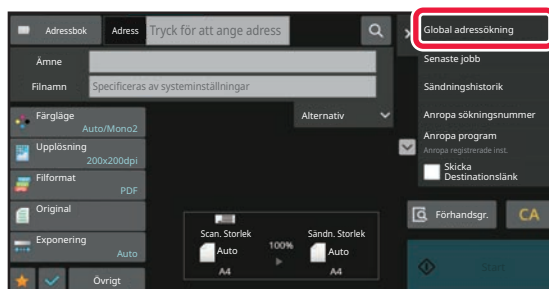 Adressbok
Adress
Tryck för att ange adress
Ämne
Filnamn
Specificeras av systeminställningar
Färgläge
Auto/Mono2
Upplösning
200x200dpi
Filformat
PDF
Original
Exponering
Auto
Övrigt
Alternativ
Scan. Storlek
Auto
A4
100%
Sändn. Storlek
Auto
A4
Global adressökning
Senaste jobb
Sändningshistorik
Anropa sökningsnummer
Anropa program
Anropa registrerade inst.
Skicka
Destinationslänk
Förhandsgr.
CA
Start